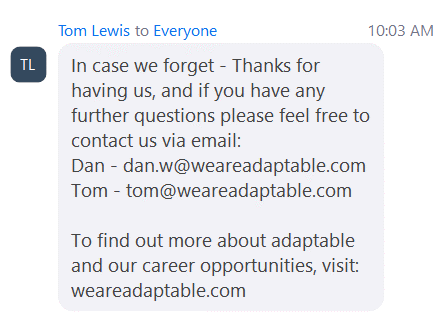 Tom Lewis to Everyone 10:03 AM
TL
In case we forget - Thanks for
having us, and if you have any
further questions please feel free to
contact us via email:
Dan - dan.w@weareadaptable.com
Tom - tom@weareadaptable.com
To find out more about adaptable
and our career opportunities, visit:
weareadaptable.com